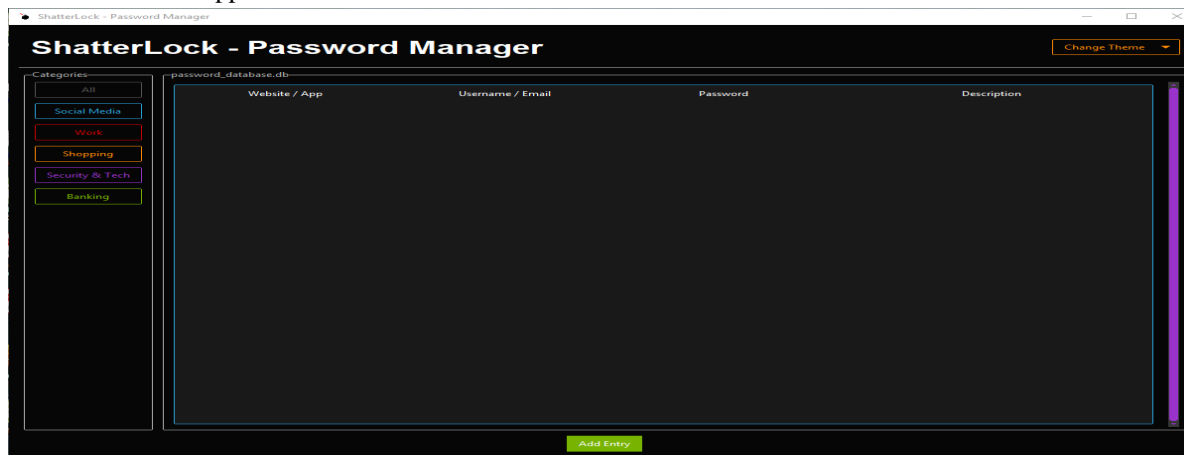 ShatterLock - Password Manager
ShatterLock - Password Manager
Change Theme
Categories
All
Social Media
Work
Shopping
Security & Tech
Banking
password_database.db
Website / App Username / Email Password Description
Add Entry